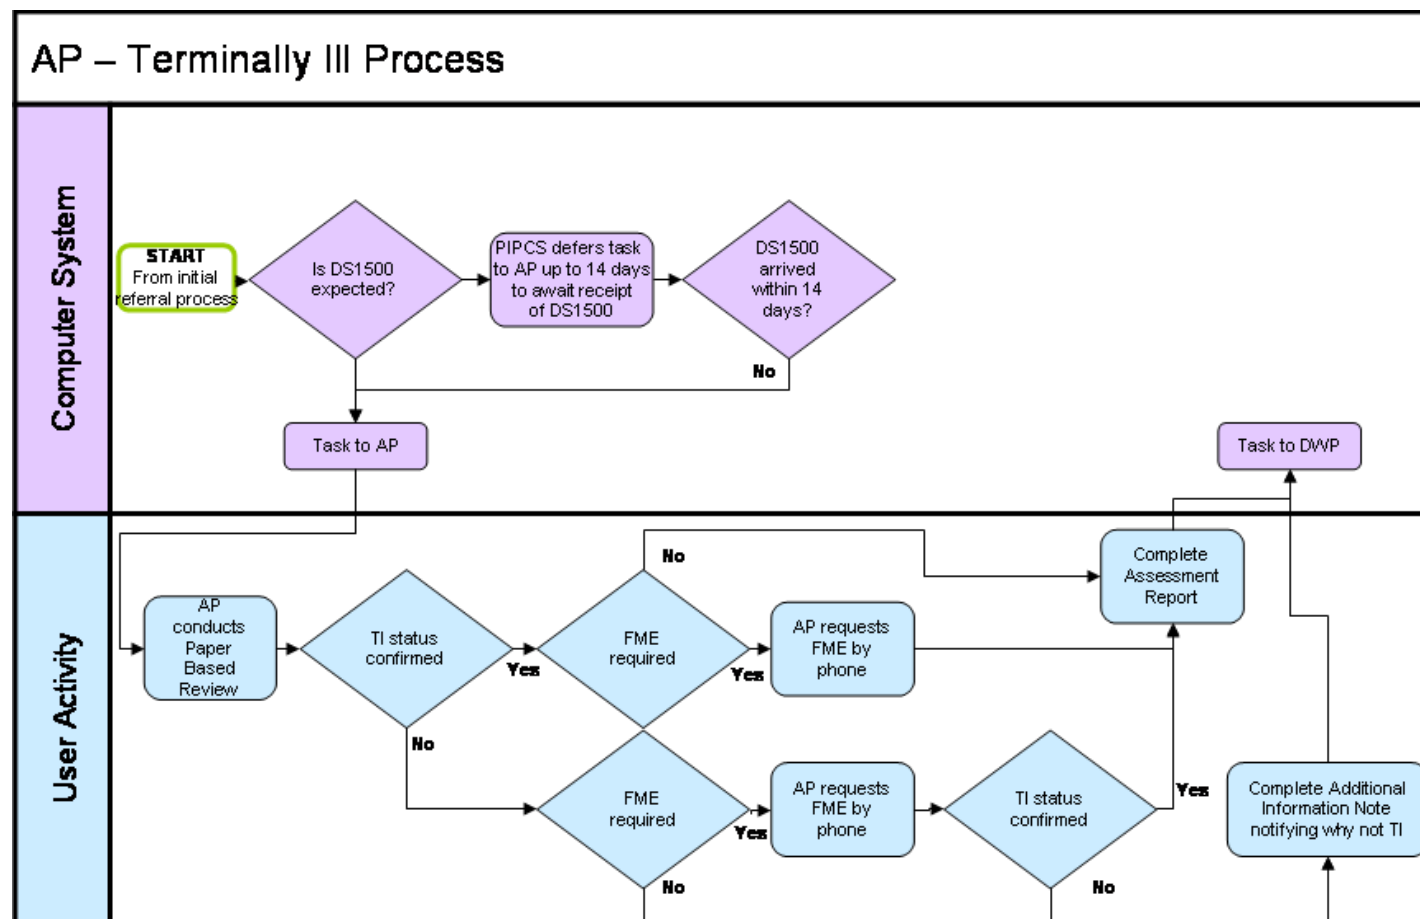 AP – Terminally Ill Process
Computer System
START
From initial
referral process
Is DS1500
expected?
PIPCS defers task
to AP up to 14 days
to await receipt
of DS1500
DS1500
arrived
within 14
days?
No
Task to AP
Task to DWP
User Activity
AP
conducts
Paper
Based
Review
TI status
confirmed
Yes
No
FME
required
No
Yes
AP requests
FME by
phone
Complete
Assessment
Report
FME
required
Yes
No
AP requests
FME by
phone
TI status
confirmed
Yes
No
Complete Additional
Information Note
notifying why not TI